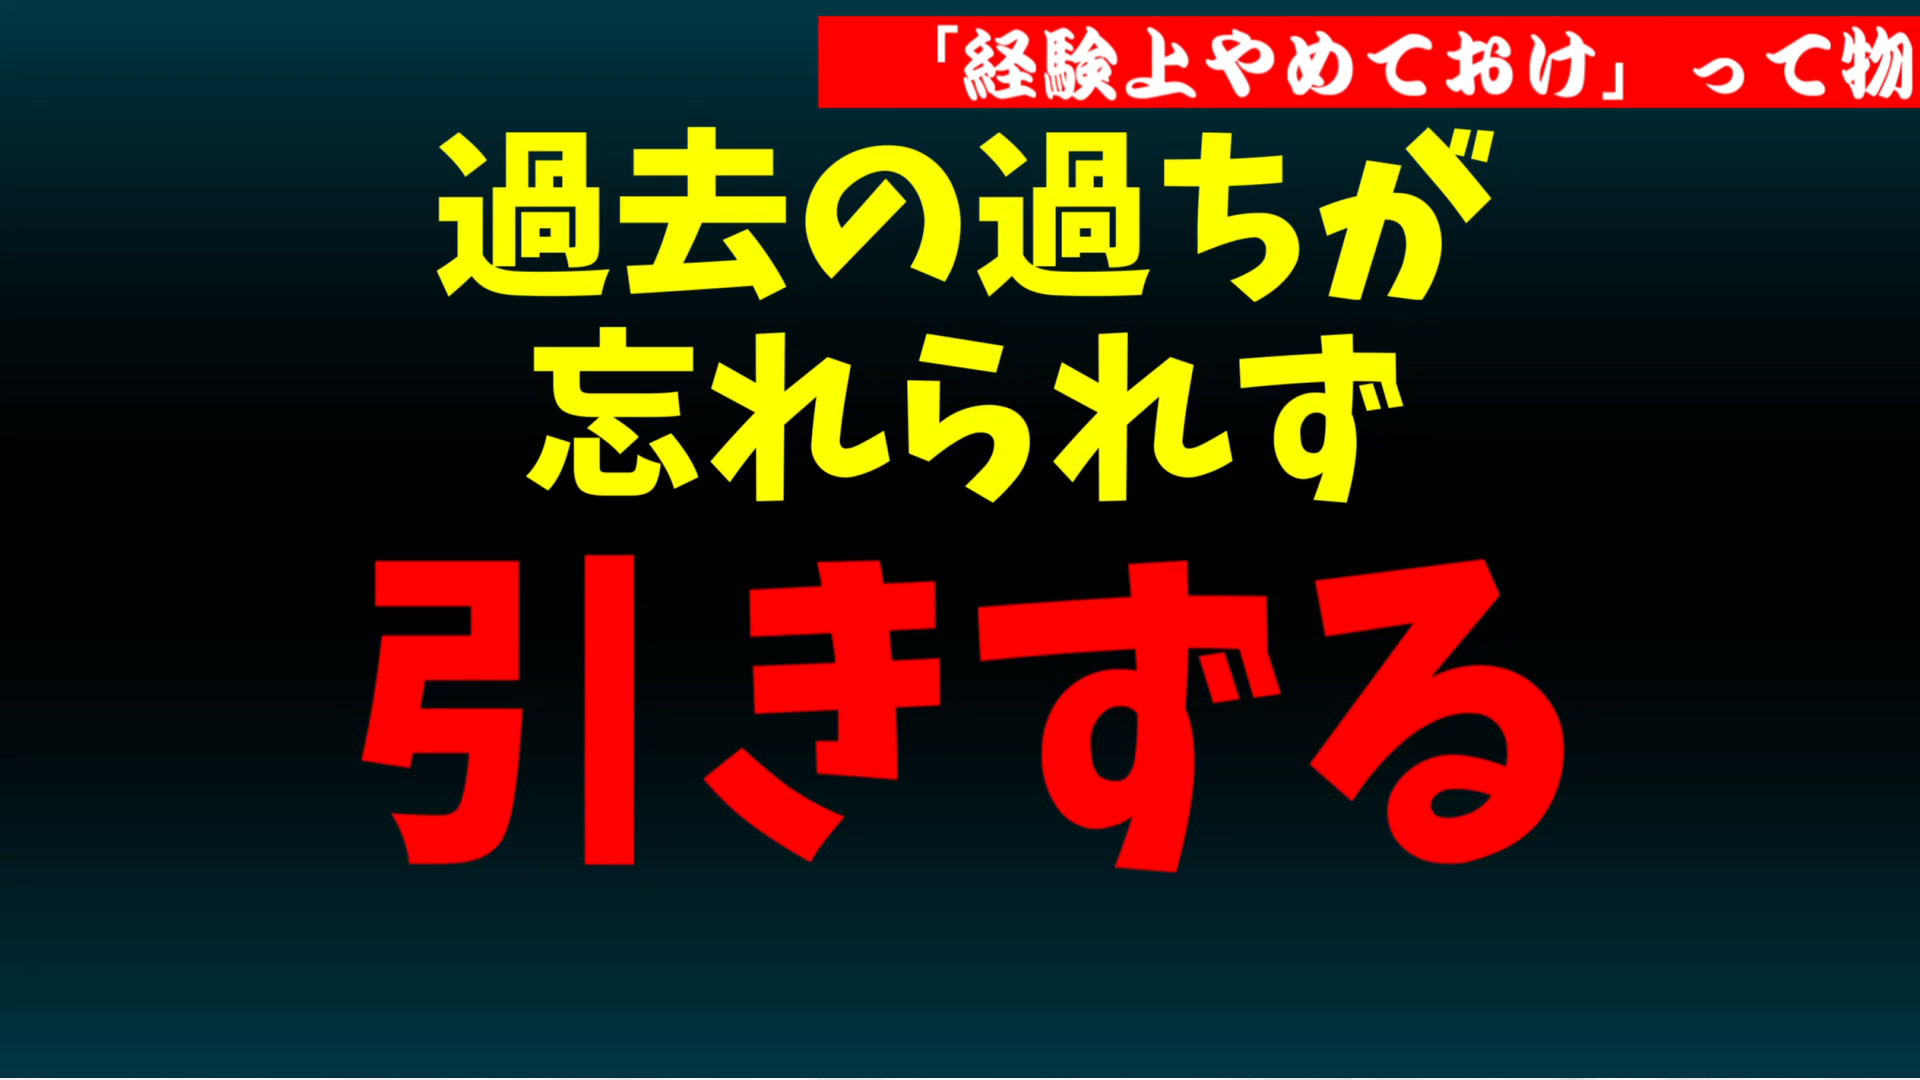 「経験上やめておけ」って物
過去の過ちが
忘れられず
引きずる